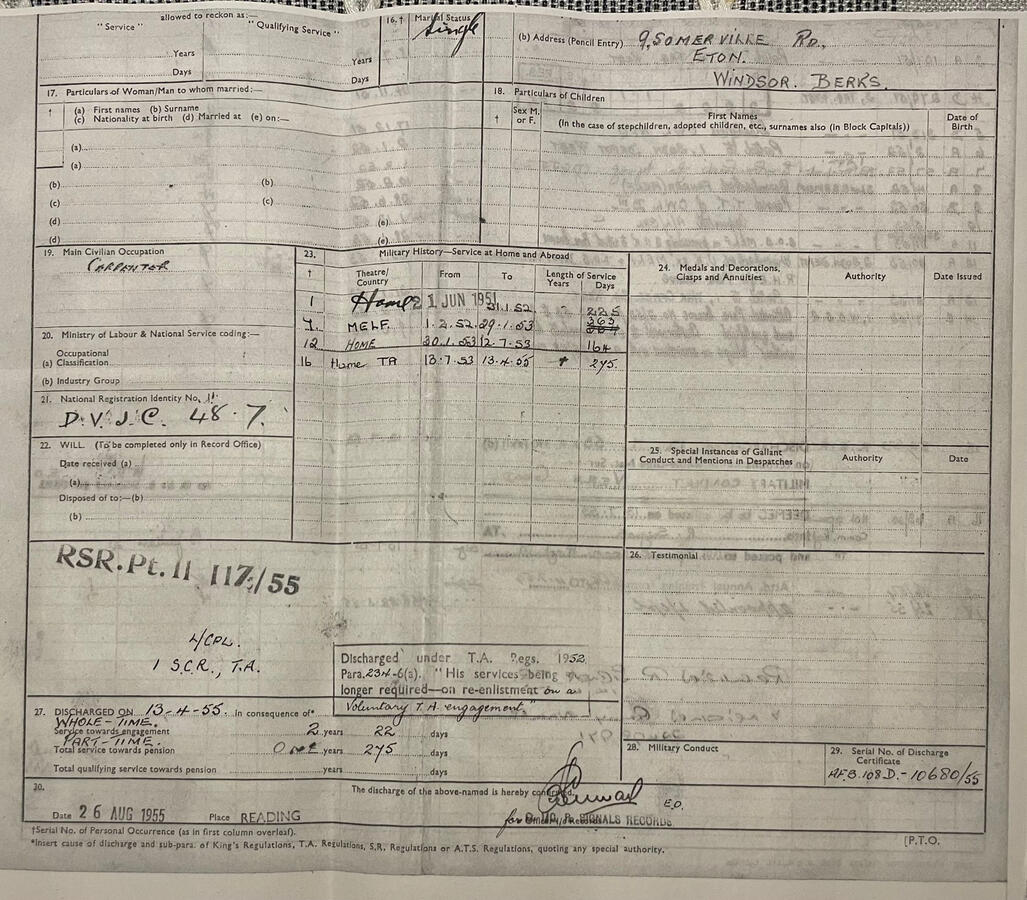 allowed to reckon as:—
"Service" "Qualifying Service"
Years Years
Days Days
16.† Marital Status
Single
(b) Address (Pencil Entry) 9, SOMERVILLE RD.,
ETON.
WINDSOR. BERKS.
17. Particulars of Woman/Man to whom married:—
† (a) First names (b) Surname
(c) Nationality at birth (d) Married at (e) on:—
(a)
(a)
(b) (b)
(c) (c)
(d) (e)
(d) (e)
18. Particulars of Children
† Sex M. or F. First Names
(In the case of stepchildren, adopted children, etc., surnames also (in Block Capitals)) Date of Birth
19. Main Civilian Occupation
CARPENTER
20. Ministry of Labour & National Service coding:—
Occupational
(a) Classification
(b) Industry Group
21. National Registration Identity No.
D.V.J.C. 48.7.
22. WILL. (To be completed only in Record Office)
Date received (a)
(a)
Disposed of to:—(b)
(b)
23. Military History—Service at Home and Abroad
† Theatre/Country From To Length of Service
Years Days
1 Home 21 JUN 1951 31.1.52. 225
MELF 1.2.52. 29.1.53 363
12 HOME 30.1.53 12.7.53 164
16 Home TA 13.7.53 13.4.55 1 275.
24. Medals and Decorations, Clasps and Annuities Authority Date Issued
25. Special Instances of Gallant Conduct and Mentions in Despatches Authority Date
26. Testimonial
RSR.Pt.II 117/55
L/CPL.
1 S.C.R., T.A.
Discharged under T.A. Regs. 1952
Para. 234-6(a). "His services being
longer required—on re-enlistment on a
Voluntary T.A. engagement."
27. DISCHARGED ON 13-4-55. in consequence of*
WHOLE-TIME.
Service towards engagement 2 years 22 days
PART-TIME.
Total service towards pension One years 275 days
Total qualifying service towards pension years days
28. Military Conduct
29. Serial No. of Discharge Certificate
AF.B.108D.-10680/55
30. The discharge of the above-named is hereby confirmed.
E.D.
Date 26 AUG 1955 Place READING
for SIGNALS RECORDS.
†Serial No. of Personal Occurrence (as in first column overleaf).
*Insert cause of discharge and sub-para. of King's Regulations, T.A. Regulations, S.R. Regulations or A.T.S. Regulations, quoting any special authority.
[P.T.O.